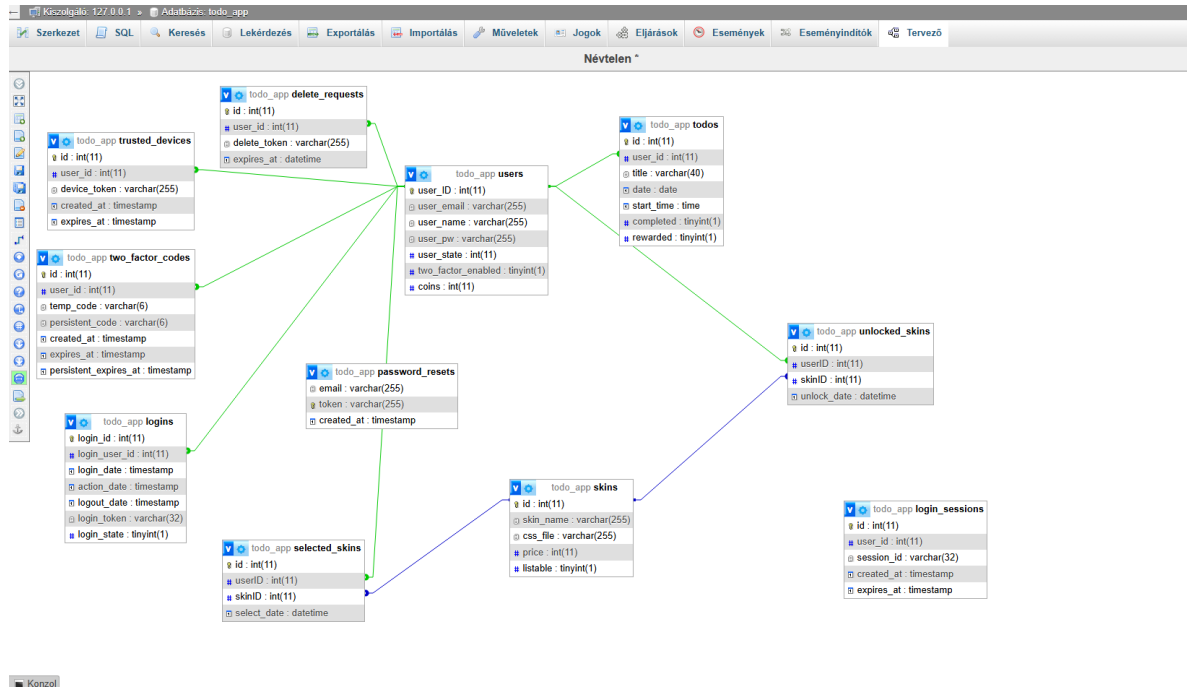 Kiszolgáló: 127.0.0.1 » Adatbázis: todo_app
Szerkezet SQL Keresés Lekérdezés Exportálás Importálás Műveletek Jogok Eljárások Események Eseményindítók Tervező
Névtelen *
todo_app delete_requests
id : int(11)
user_id : int(11)
delete_token : varchar(255)
expires_at : datetime
todo_app trusted_devices
id : int(11)
user_id : int(11)
device_token : varchar(255)
created_at : timestamp
expires_at : timestamp
todo_app todos
id : int(11)
user_id : int(11)
title : varchar(40)
date : date
start_time : time
completed : tinyint(1)
rewarded : tinyint(1)
todo_app users
user_ID : int(11)
user_email : varchar(255)
user_name : varchar(255)
user_pw : varchar(255)
user_state : int(11)
two_factor_enabled : tinyint(1)
coins : int(11)
todo_app two_factor_codes
id : int(11)
user_id : int(11)
temp_code : varchar(6)
persistent_code : varchar(6)
created_at : timestamp
expires_at : timestamp
persistent_expires_at : timestamp
todo_app unlocked_skins
id : int(11)
userID : int(11)
skinID : int(11)
unlock_date : datetime
todo_app password_resets
email : varchar(255)
token : varchar(255)
created_at : timestamp
todo_app logins
login_id : int(11)
login_user_id : int(11)
login_date : timestamp
action_date : timestamp
logout_date : timestamp
login_token : varchar(32)
login_state : tinyint(1)
todo_app skins
id : int(11)
skin_name : varchar(255)
css_file : varchar(255)
price : int(11)
listable : tinyint(1)
todo_app login_sessions
id : int(11)
user_id : int(11)
session_id : varchar(32)
created_at : timestamp
expires_at : timestamp
todo_app selected_skins
id : int(11)
userID : int(11)
skinID : int(11)
select_date : datetime
Konzol